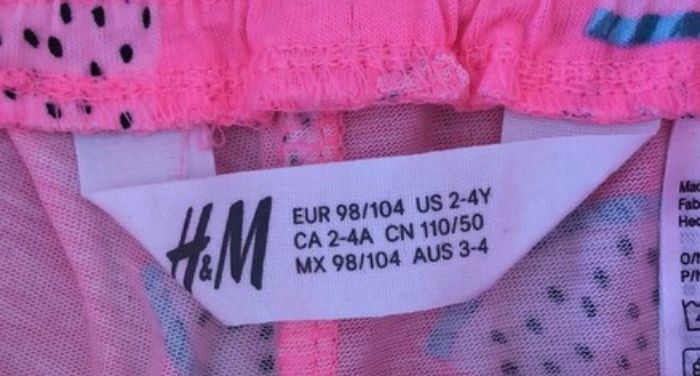 H&M
EUR 98/104 US 2-4Y
CA 2-4A CN 110/50
MX 98/104 AUS 3-4
O/N
P/N